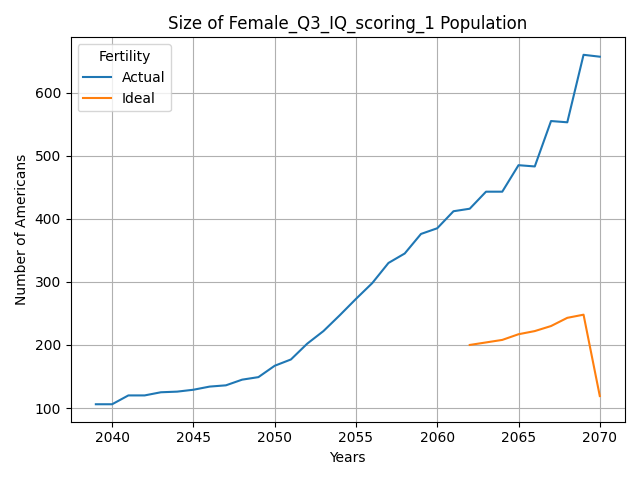 Size of Female_Q3_IQ_scoring_1 Population
Fertility
Actual
Ideal
Number of Americans
600
500
400
300
200
100
2040 2045 2050 2055 2060 2065 2070
Years